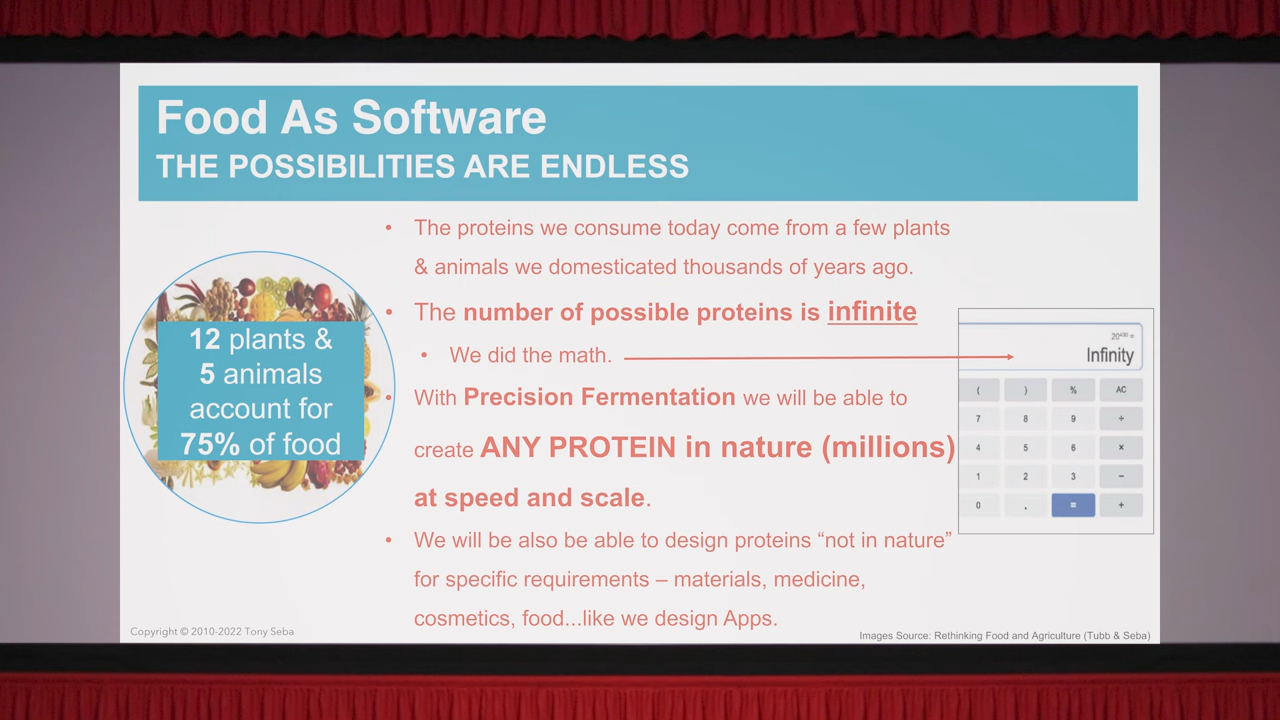 Food As Software
THE POSSIBILITIES ARE ENDLESS
• The proteins we consume today come from a few plants
& animals we domesticated thousands of years ago.
• The number of possible proteins is infinite
• We did the math.
• With Precision Fermentation we will be able to
create ANY PROTEIN in nature (millions)
at speed and scale.
• We will be also be able to design proteins “not in nature”
for specific requirements – materials, medicine,
cosmetics, food...like we design Apps.
12 plants &
5 animals
account for
75% of food
Infinity
( ) % AC
7 8 9 ÷
4 5 6 ×
1 2 3 −
0 . = +
Copyright © 2010-2022 Tony Seba
Images Source: Rethinking Food and Agriculture (Tubb & Seba)